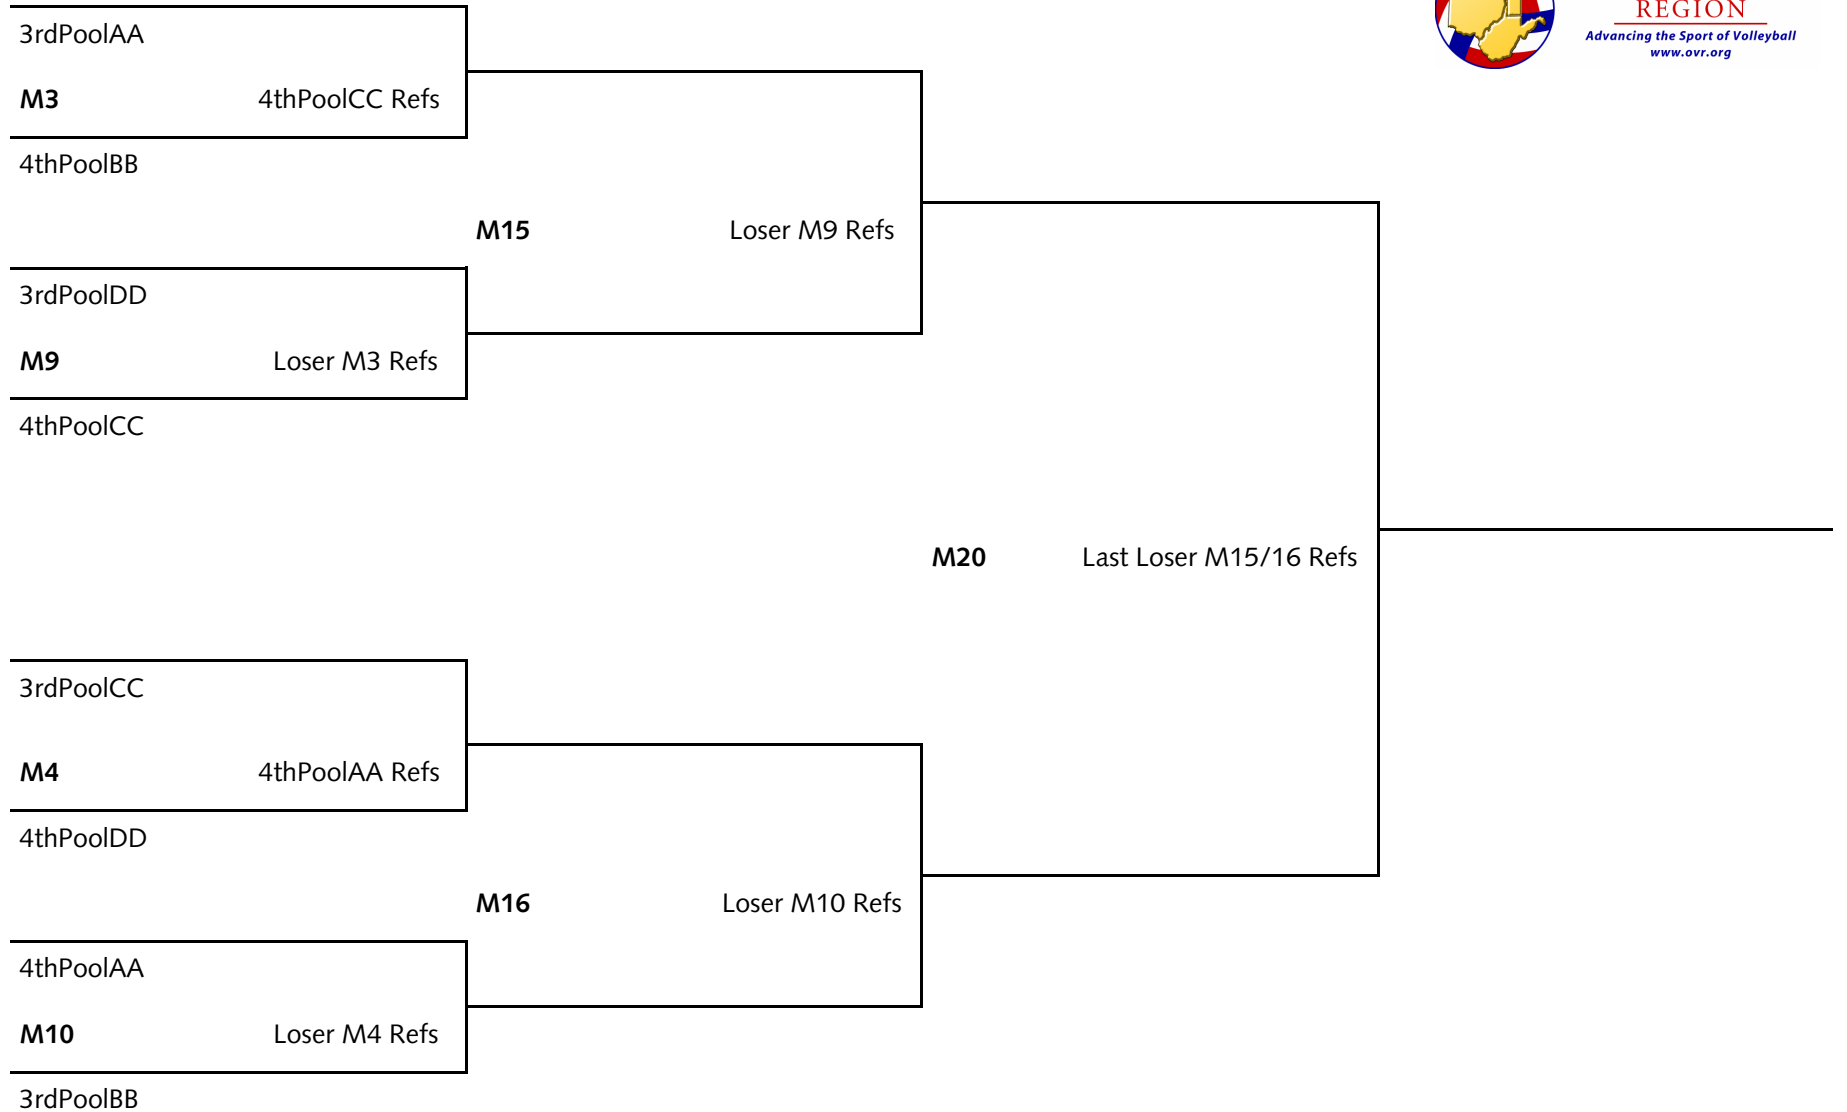 REGION
Advancing the Sport of Volleyball
www.ovr.org
3rdPoolAA
M3 4thPoolCC Refs
4thPoolBB
M15 Loser M9 Refs
3rdPoolDD
M9 Loser M3 Refs
4thPoolCC
M20 Last Loser M15/16 Refs
3rdPoolCC
M4 4thPoolAA Refs
4thPoolDD
M16 Loser M10 Refs
4thPoolAA
M10 Loser M4 Refs
3rdPoolBB